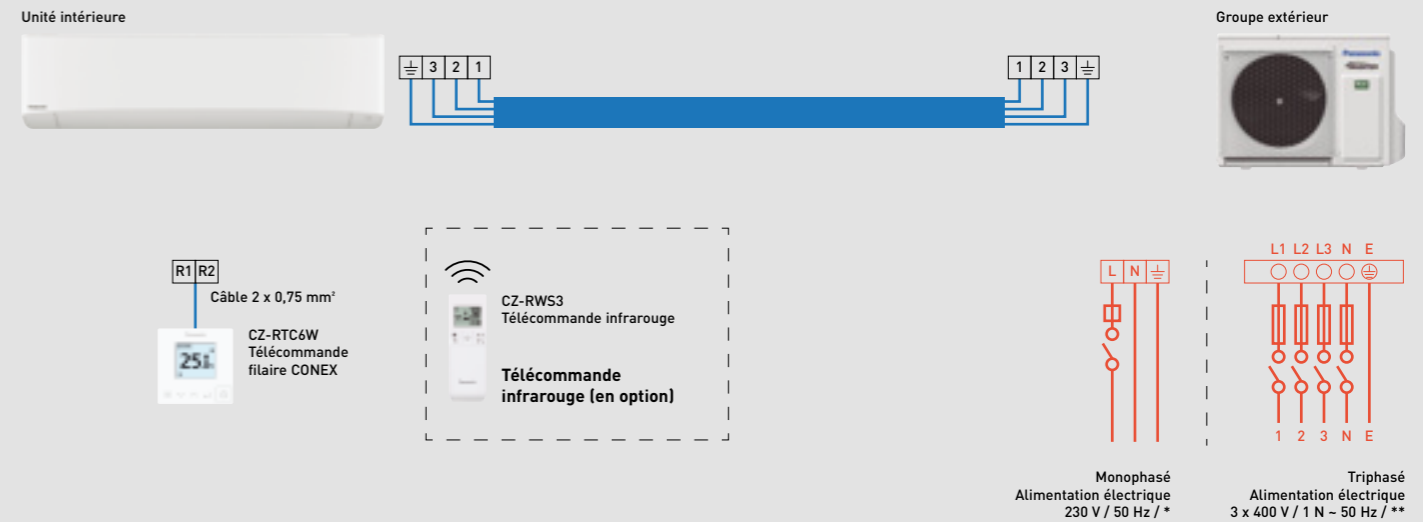 Unité intérieure
Groupe extérieur
3 2 1
1 2 3
Panasonic
R1 R2
Câble 2 x 0,75 mm²
CZ-RTC6W
Télécommande
filaire CONEX
CZ-RWS3
Télécommande infrarouge
Télécommande
infrarouge (en option)
L N
L1 L2 L3 N E
1 2 3 N E
Monophasé
Alimentation électrique
230 V / 50 Hz / *
Triphasé
Alimentation électrique
3 x 400 V / 1 N ~ 50 Hz / **